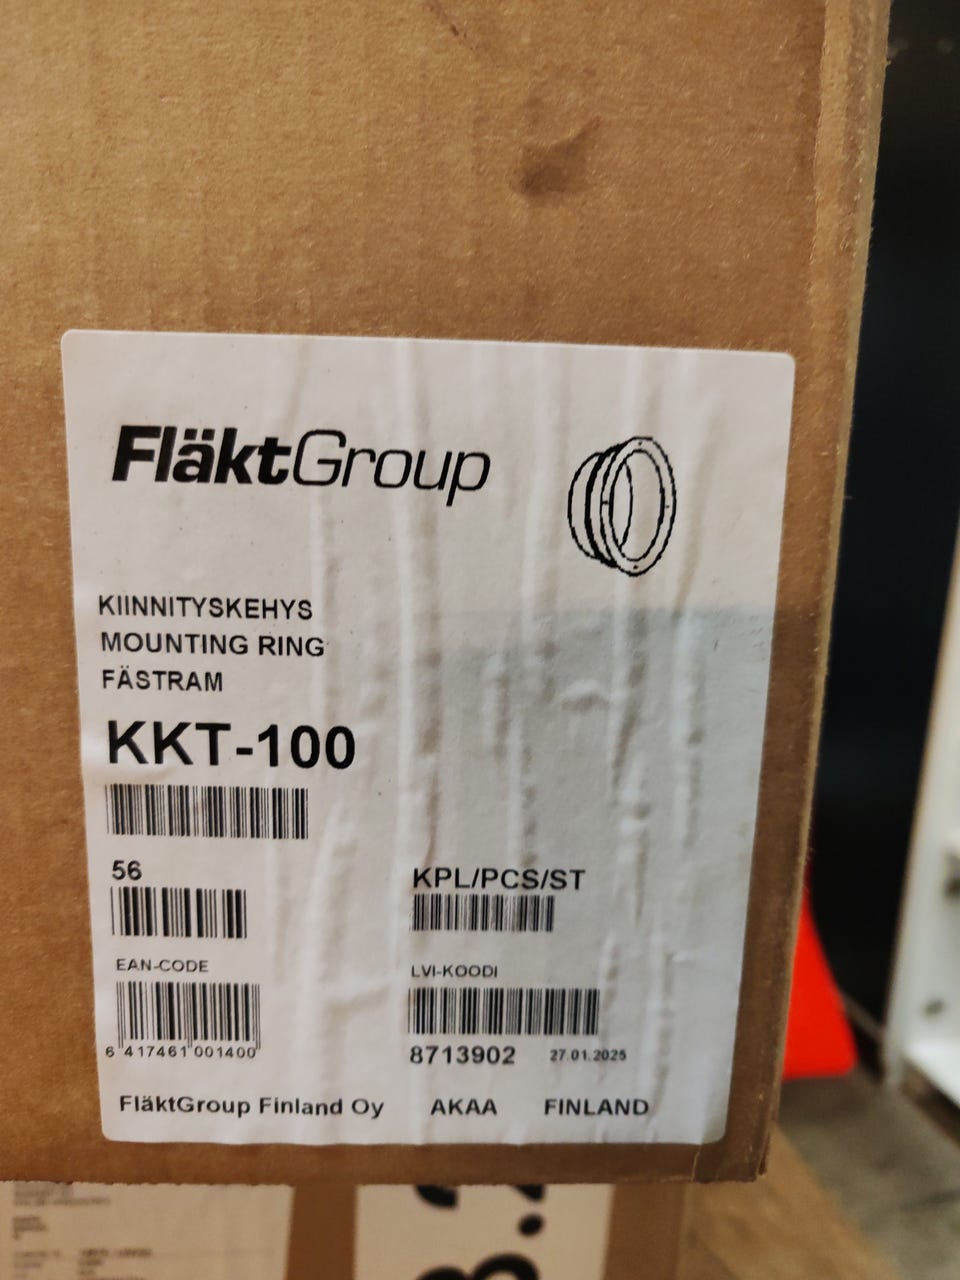 FläktGroup
KIINNITYSKEHYS
MOUNTING RING
FÄSTRAM
KKT-100
56 KPL/PCS/ST
EAN-CODE LVI-KOODI
6 417461 001400
8713902 27.01.2025
FläktGroup Finland Oy AKAA FINLAND